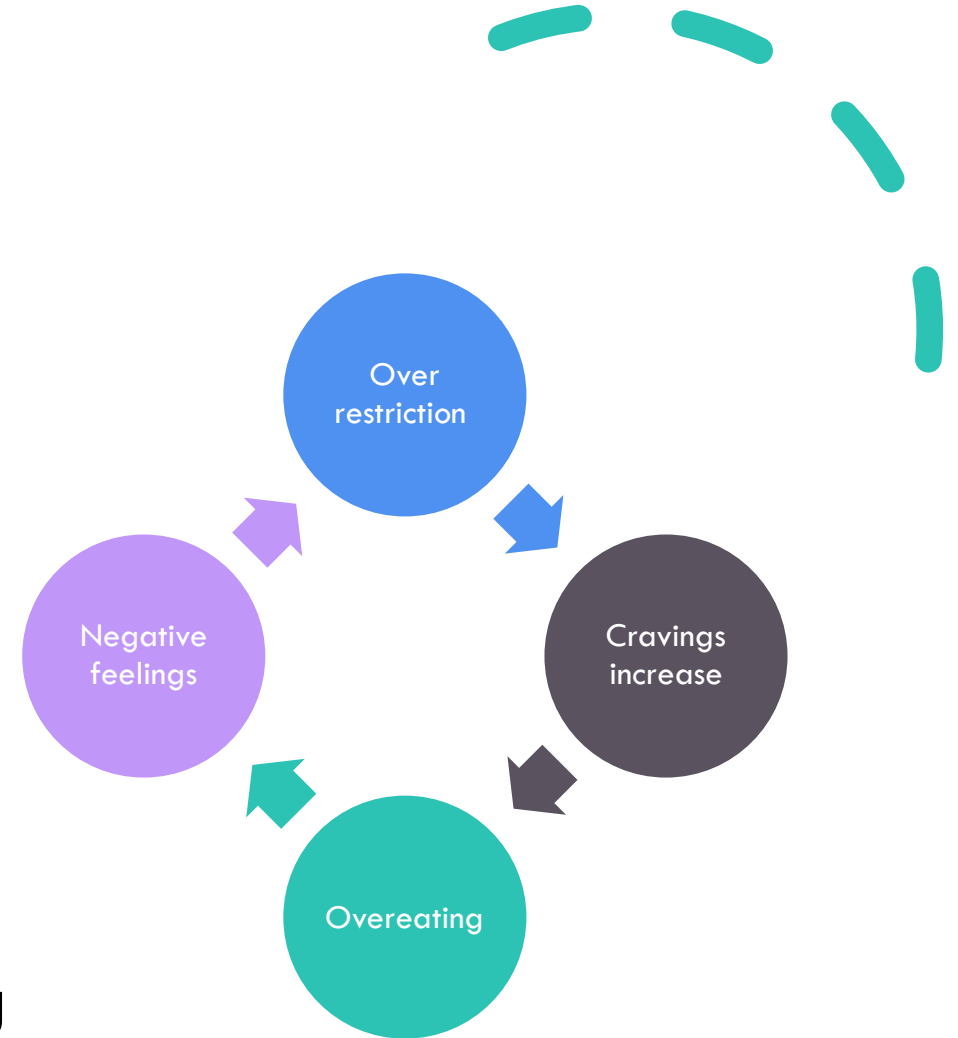 Over
restriction
Cravings
increase
Overeating
Negative
feelings